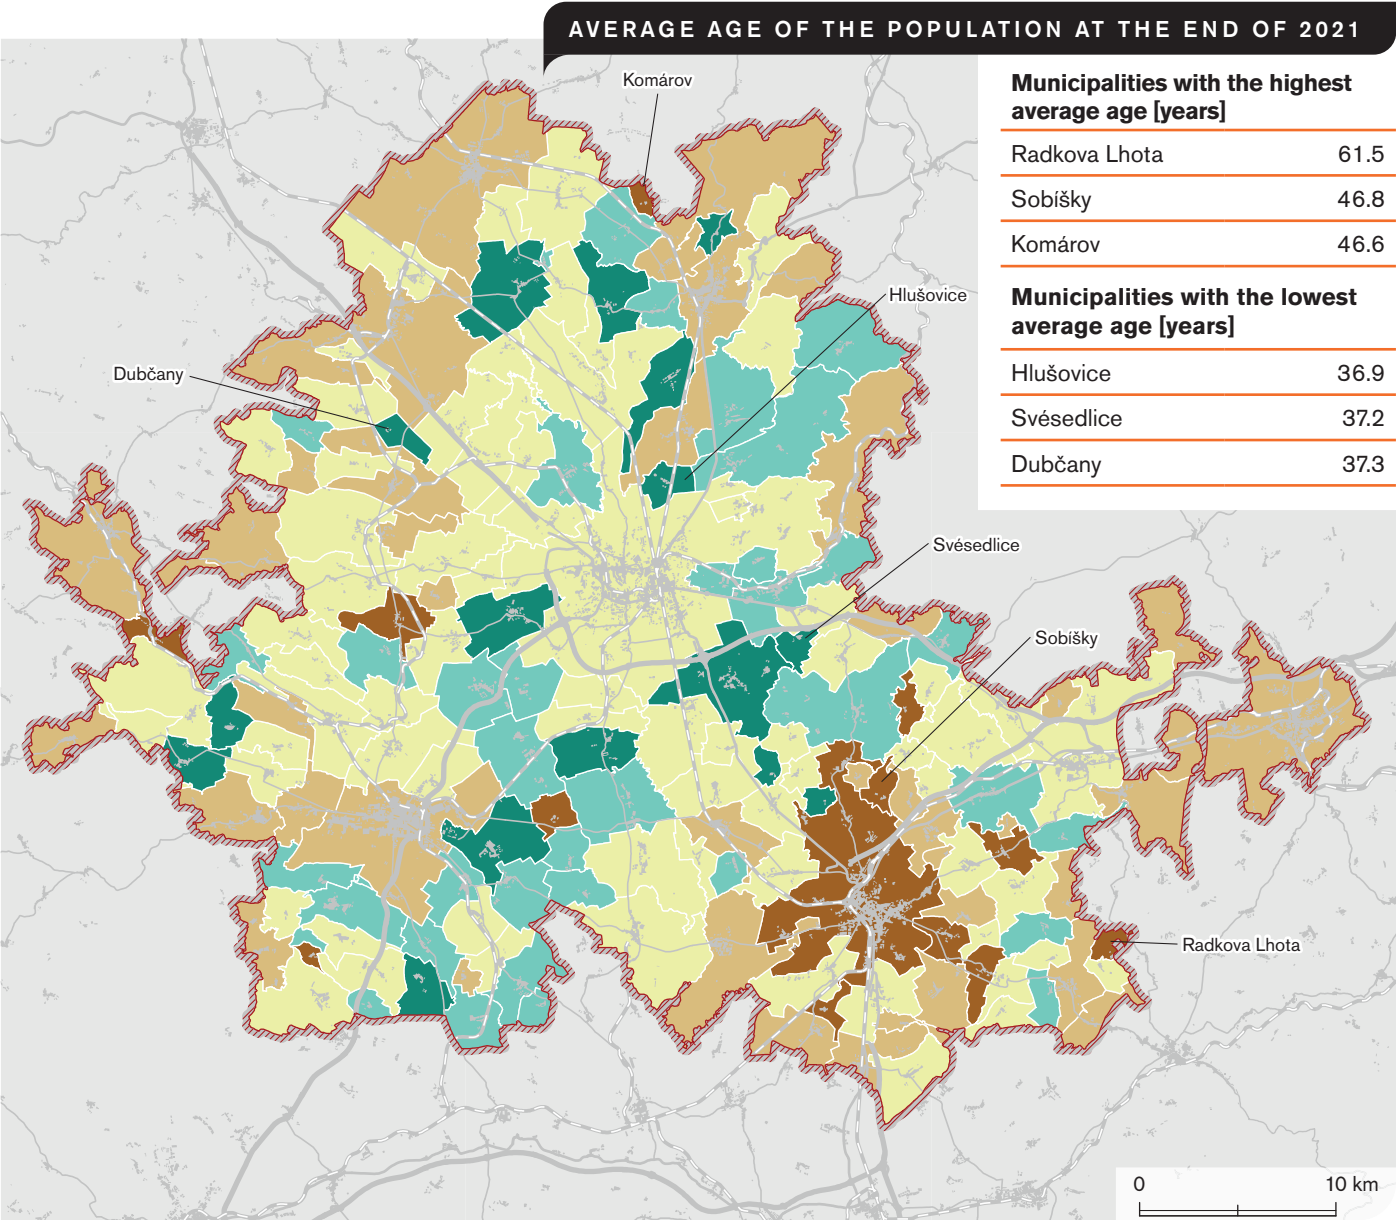 AVERAGE AGE OF THE POPULATION AT THE END OF 2021
Municipalities with the highest
average age [years]
Radkova Lhota 61.5
Sobíšky 46.8
Komárov 46.6
Municipalities with the lowest
average age [years]
Hlušovice 36.9
Svésedlice 37.2
Dubčany 37.3
Komárov
Hlušovice
Dubčany
Svésedlice
Sobíšky
Radkova Lhota
0 10 km